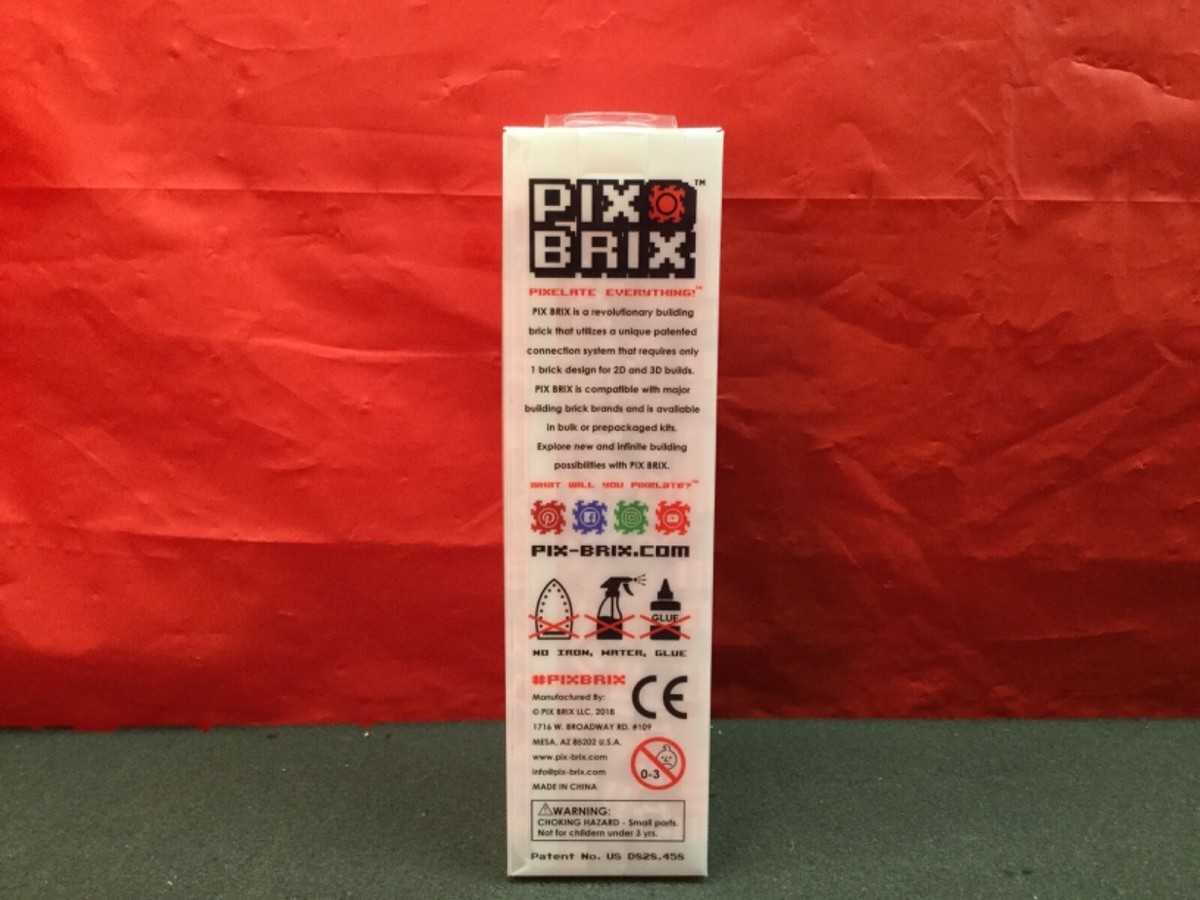 PIX
BRIX™
PIXELATE EVERYTHING!™
PIX BRIX is a revolutionary building
brick that utilizes a unique patented
connection system that requires only
1 brick design for 2D and 3D builds.
PIX BRIX is compatible with major
building brick brands and is available
in bulk or prepackaged kits.
Explore new and infinite building
possibilities with PIX BRIX.
WHAT WILL YOU PIXELATE?™
PIX-BRIX.COM
GLUE
NO IRON, WATER, GLUE
#PIXBRIX
CE
Manufactured By:
© PIX BRIX LLC, 2018
1716 W. BROADWAY RD. #109
MESA, AZ 85202 U.S.A.
www.pix-brix.com
info@pix-brix.com
MADE IN CHINA
0-3
⚠WARNING:
CHOKING HAZARD - Small parts.
Not for childern under 3 yrs.
Patent No. US D828,458